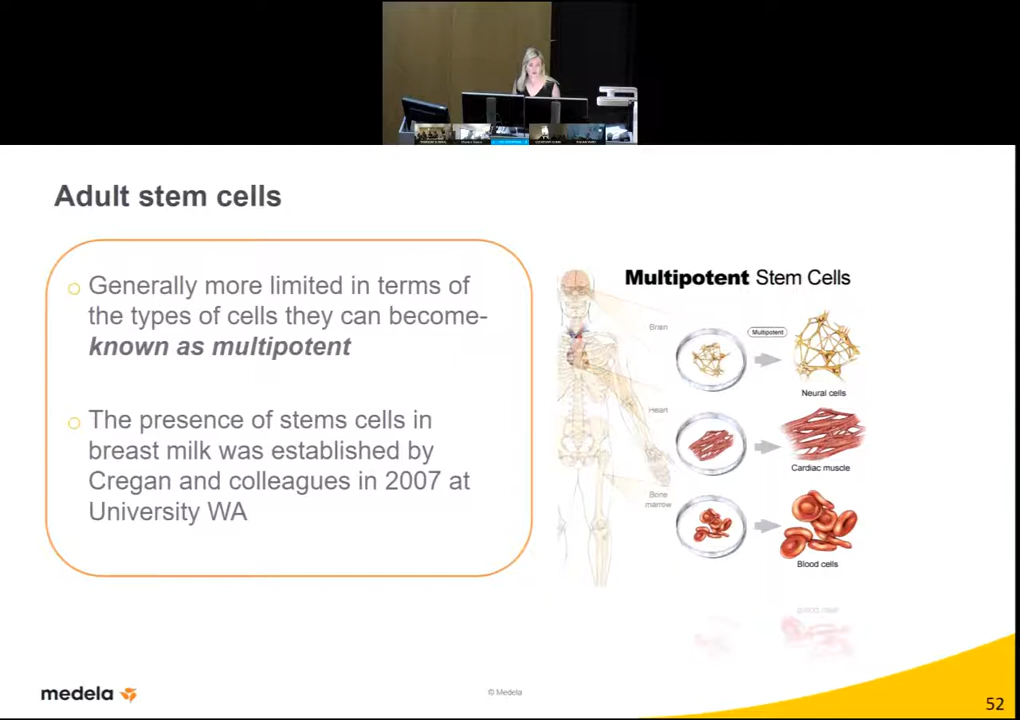 Adult stem cells
Generally more limited in terms of
the types of cells they can become-
known as multipotent
The presence of stems cells in
breast milk was established by
Cregan and colleagues in 2007 at
University WA
Multipotent Stem Cells
Brain
Multipotent
Neural cells
Heart
Cardiac muscle
Bone
marrow
Blood cells
medela
© Medela
52